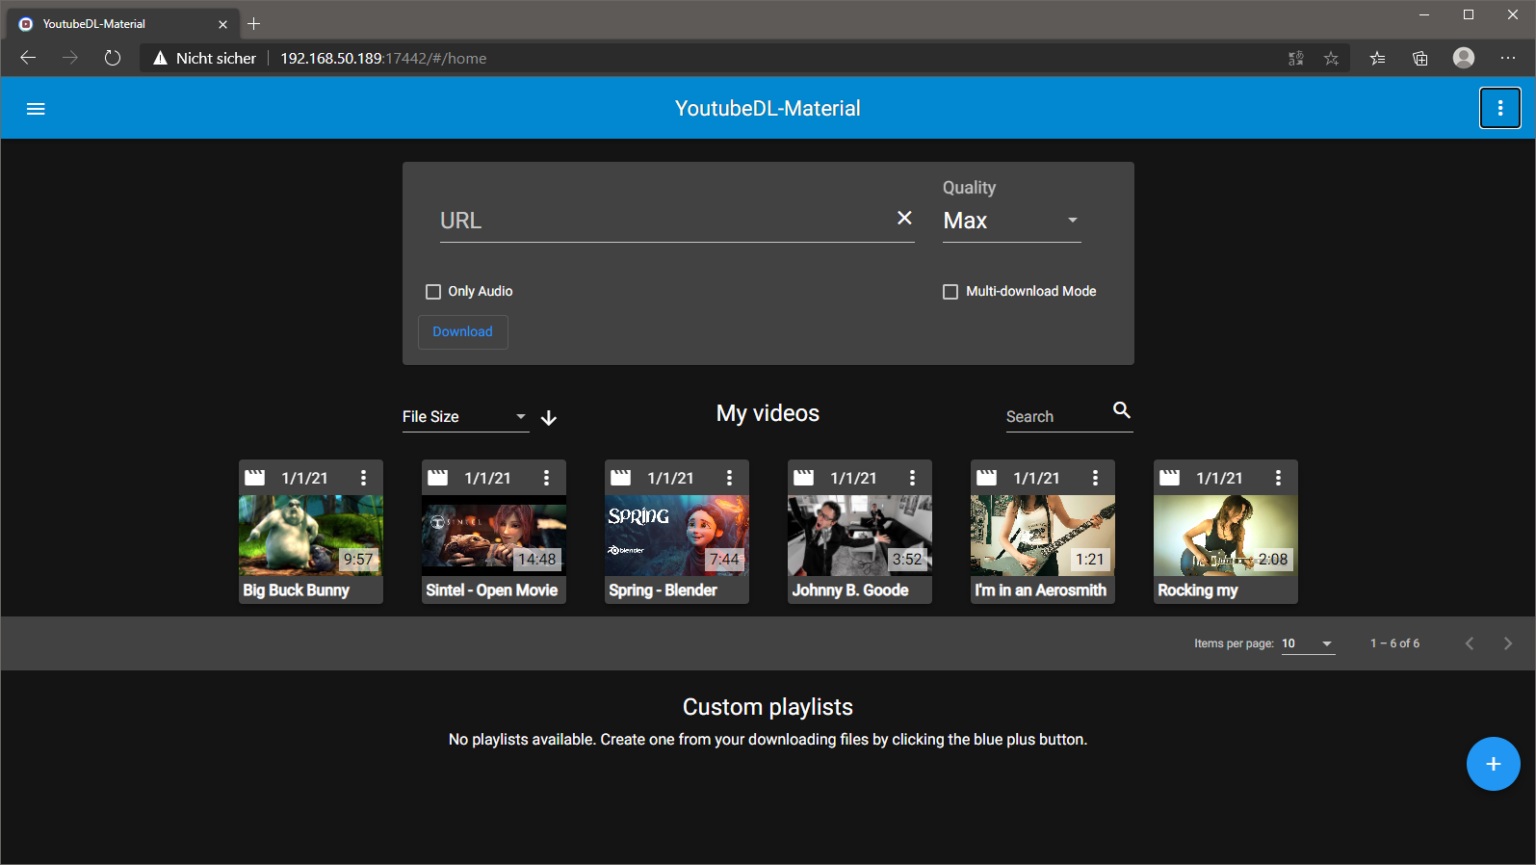 YoutubeDL-Material
Nicht sicher
192.168.50.189:17442/#/home
YoutubeDL-Material
Quality
URL
Max
Only Audio
Multi-download Mode
Download
File Size
My videos
Search
1/1/21
1/1/21
1/1/21
1/1/21
1/1/21
1/1/21
SINTEL
SPRING
blender
9:57
14:48
7:44
3:52
1:21
2:08
Big Buck Bunny
Sintel - Open Movie
Spring - Blender
Johnny B. Goode
I'm in an Aerosmith
Rocking my
Items per page: 10
1 – 6 of 6
Custom playlists
No playlists available. Create one from your downloading files by clicking the blue plus button.